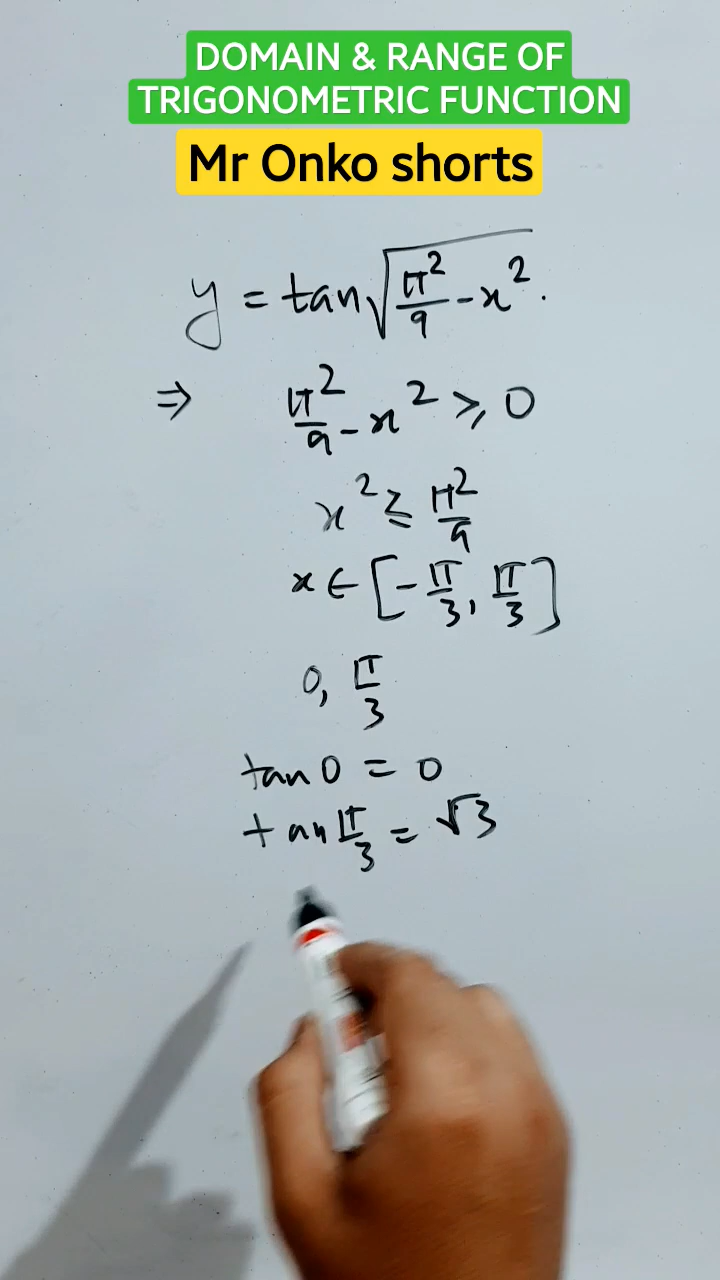 DOMAIN & RANGE OF
TRIGONOMETRIC FUNCTION
Mr Onko shorts
y = tan√(π²/9 - x²).
⇒ π²/9 - x² ⩾ 0
x² ≥ π²/9
x ∈ [-π/3, π/3]
0, π/3
tan 0 = 0
tan π/3 = √3